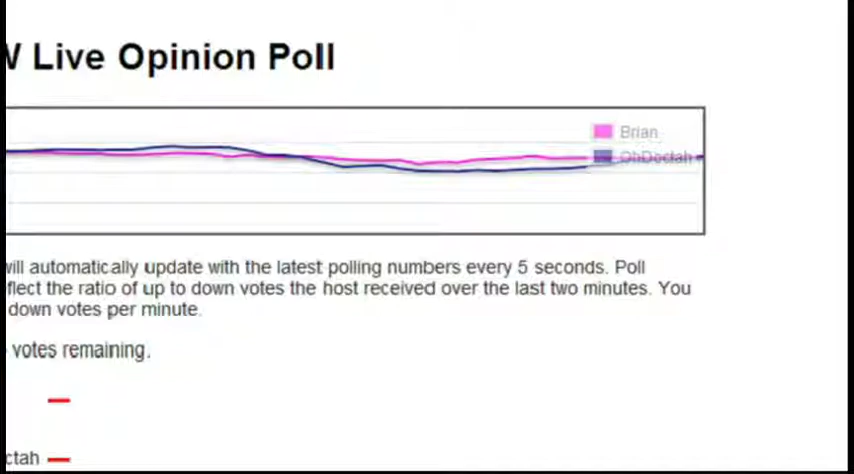 Live Opinion Poll
Brian
OhDoctah
will automatically update with the latest polling numbers every 5 seconds. Poll
flect the ratio of up to down votes the host received over the last two minutes. You
down votes per minute.
votes remaining.
ctah